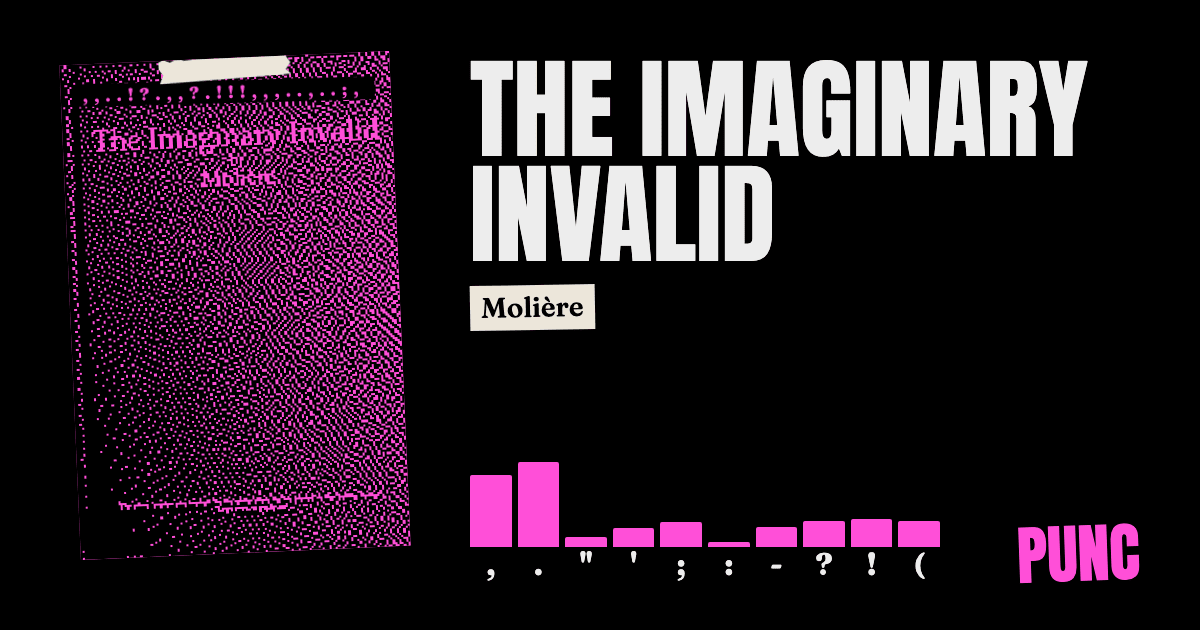 ,,..!?.,,?.!!!,,,.,..;,
The Imaginary Invalid
by
Molière
THE IMAGINARY
INVALID
Molière
, . " ' ; : - ? ! (
PUNC